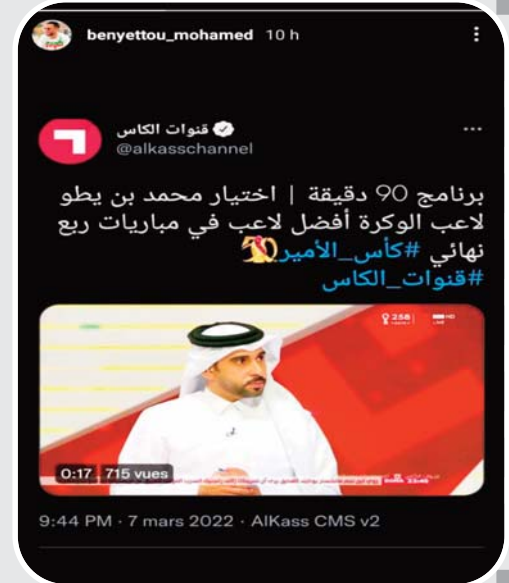 benyettou_mohamed 10 h
قنوات الكاس
@alkasschannel
برنامج 90 دقيقة | اختيار محمد بن يطو
لاعب الوكرة أفضل لاعب في مباريات ربع
نهائي #كأس_الأمير
#قنوات_الكاس
0:17 715 vues
9:44 PM · 7 mars 2022 · AlKass CMS v2